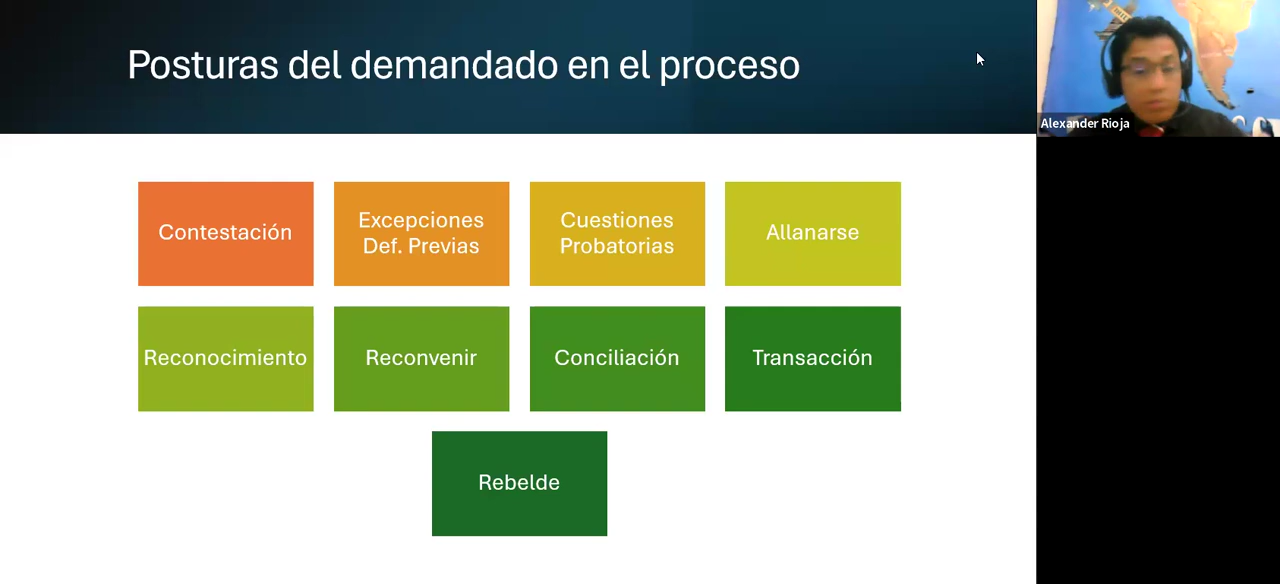 Posturas del demandado en el proceso
Alexander Rioja
Contestación
Excepciones
Def. Previas
Cuestiones
Probatorias
Allanarse
Reconocimiento
Reconvenir
Conciliación
Transacción
Rebelde